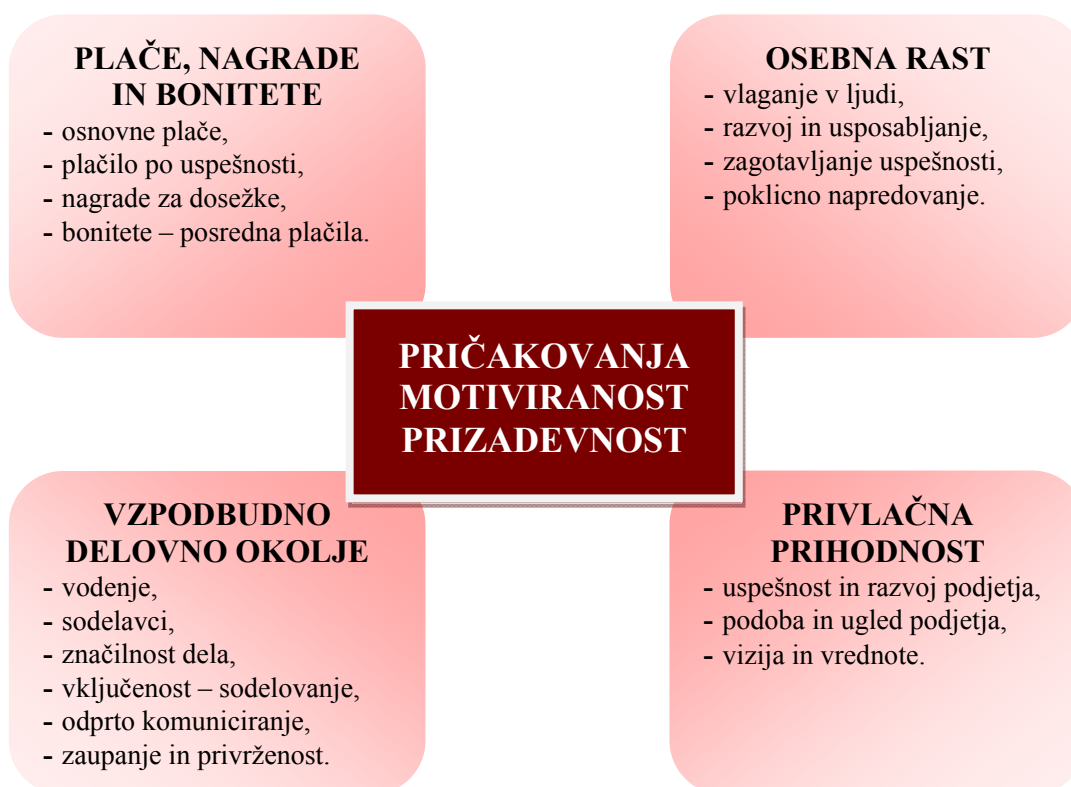 PLAČE, NAGRADE
IN BONITETE
- osnovne plače,
- plačilo po uspešnosti,
- nagrade za dosežke,
- bonitete – posredna plačila.
OSEBNA RAST
- vlaganje v ljudi,
- razvoj in usposabljanje,
- zagotavljanje uspešnosti,
- poklicno napredovanje.
PRIČAKOVANJA
MOTIVIRANOST
PRIZADEVNOST
VZPODBUDNO
DELOVNO OKOLJE
- vodenje,
- sodelavci,
- značilnost dela,
- vključenost – sodelovanje,
- odprto komuniciranje,
- zaupanje in privrženost.
PRIVLAČNA
PRIHODNOST
- uspešnost in razvoj podjetja,
- podoba in ugled podjetja,
- vizija in vrednote.